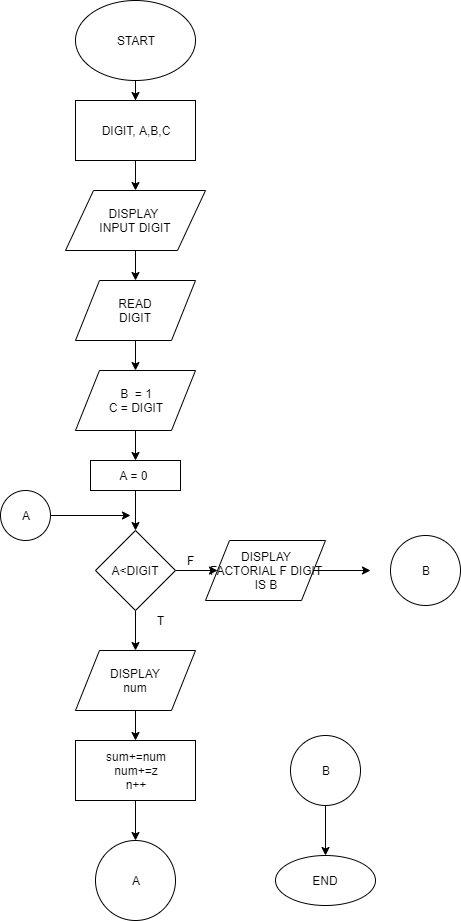 START
DIGIT, A,B,C
DISPLAY
INPUT DIGIT
READ
DIGIT
B = 1
C = DIGIT
A = 0
A
A<DIGIT
F
DISPLAY
FACTORIAL F DIGIT
IS B
B
T
DISPLAY
num
sum+=num
num+=z
n++
B
A
END